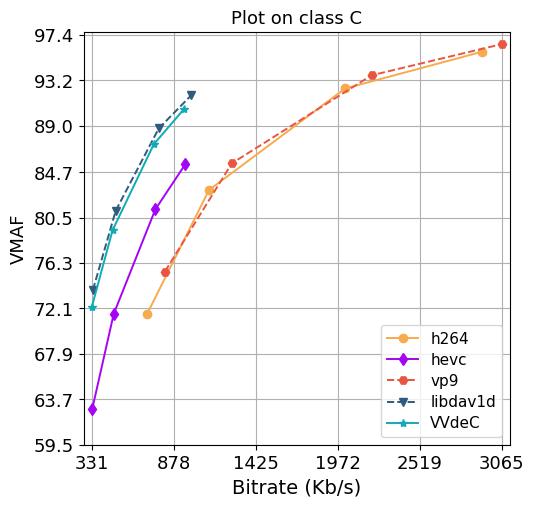 Plot on class C
97.4
93.2
89.0
84.7
80.5
76.3
72.1
67.9
63.7
59.5
VMAF
h264
hevc
vp9
libdav1d
VVdeC
331 878 1425 1972 2519 3065
Bitrate (Kb/s)